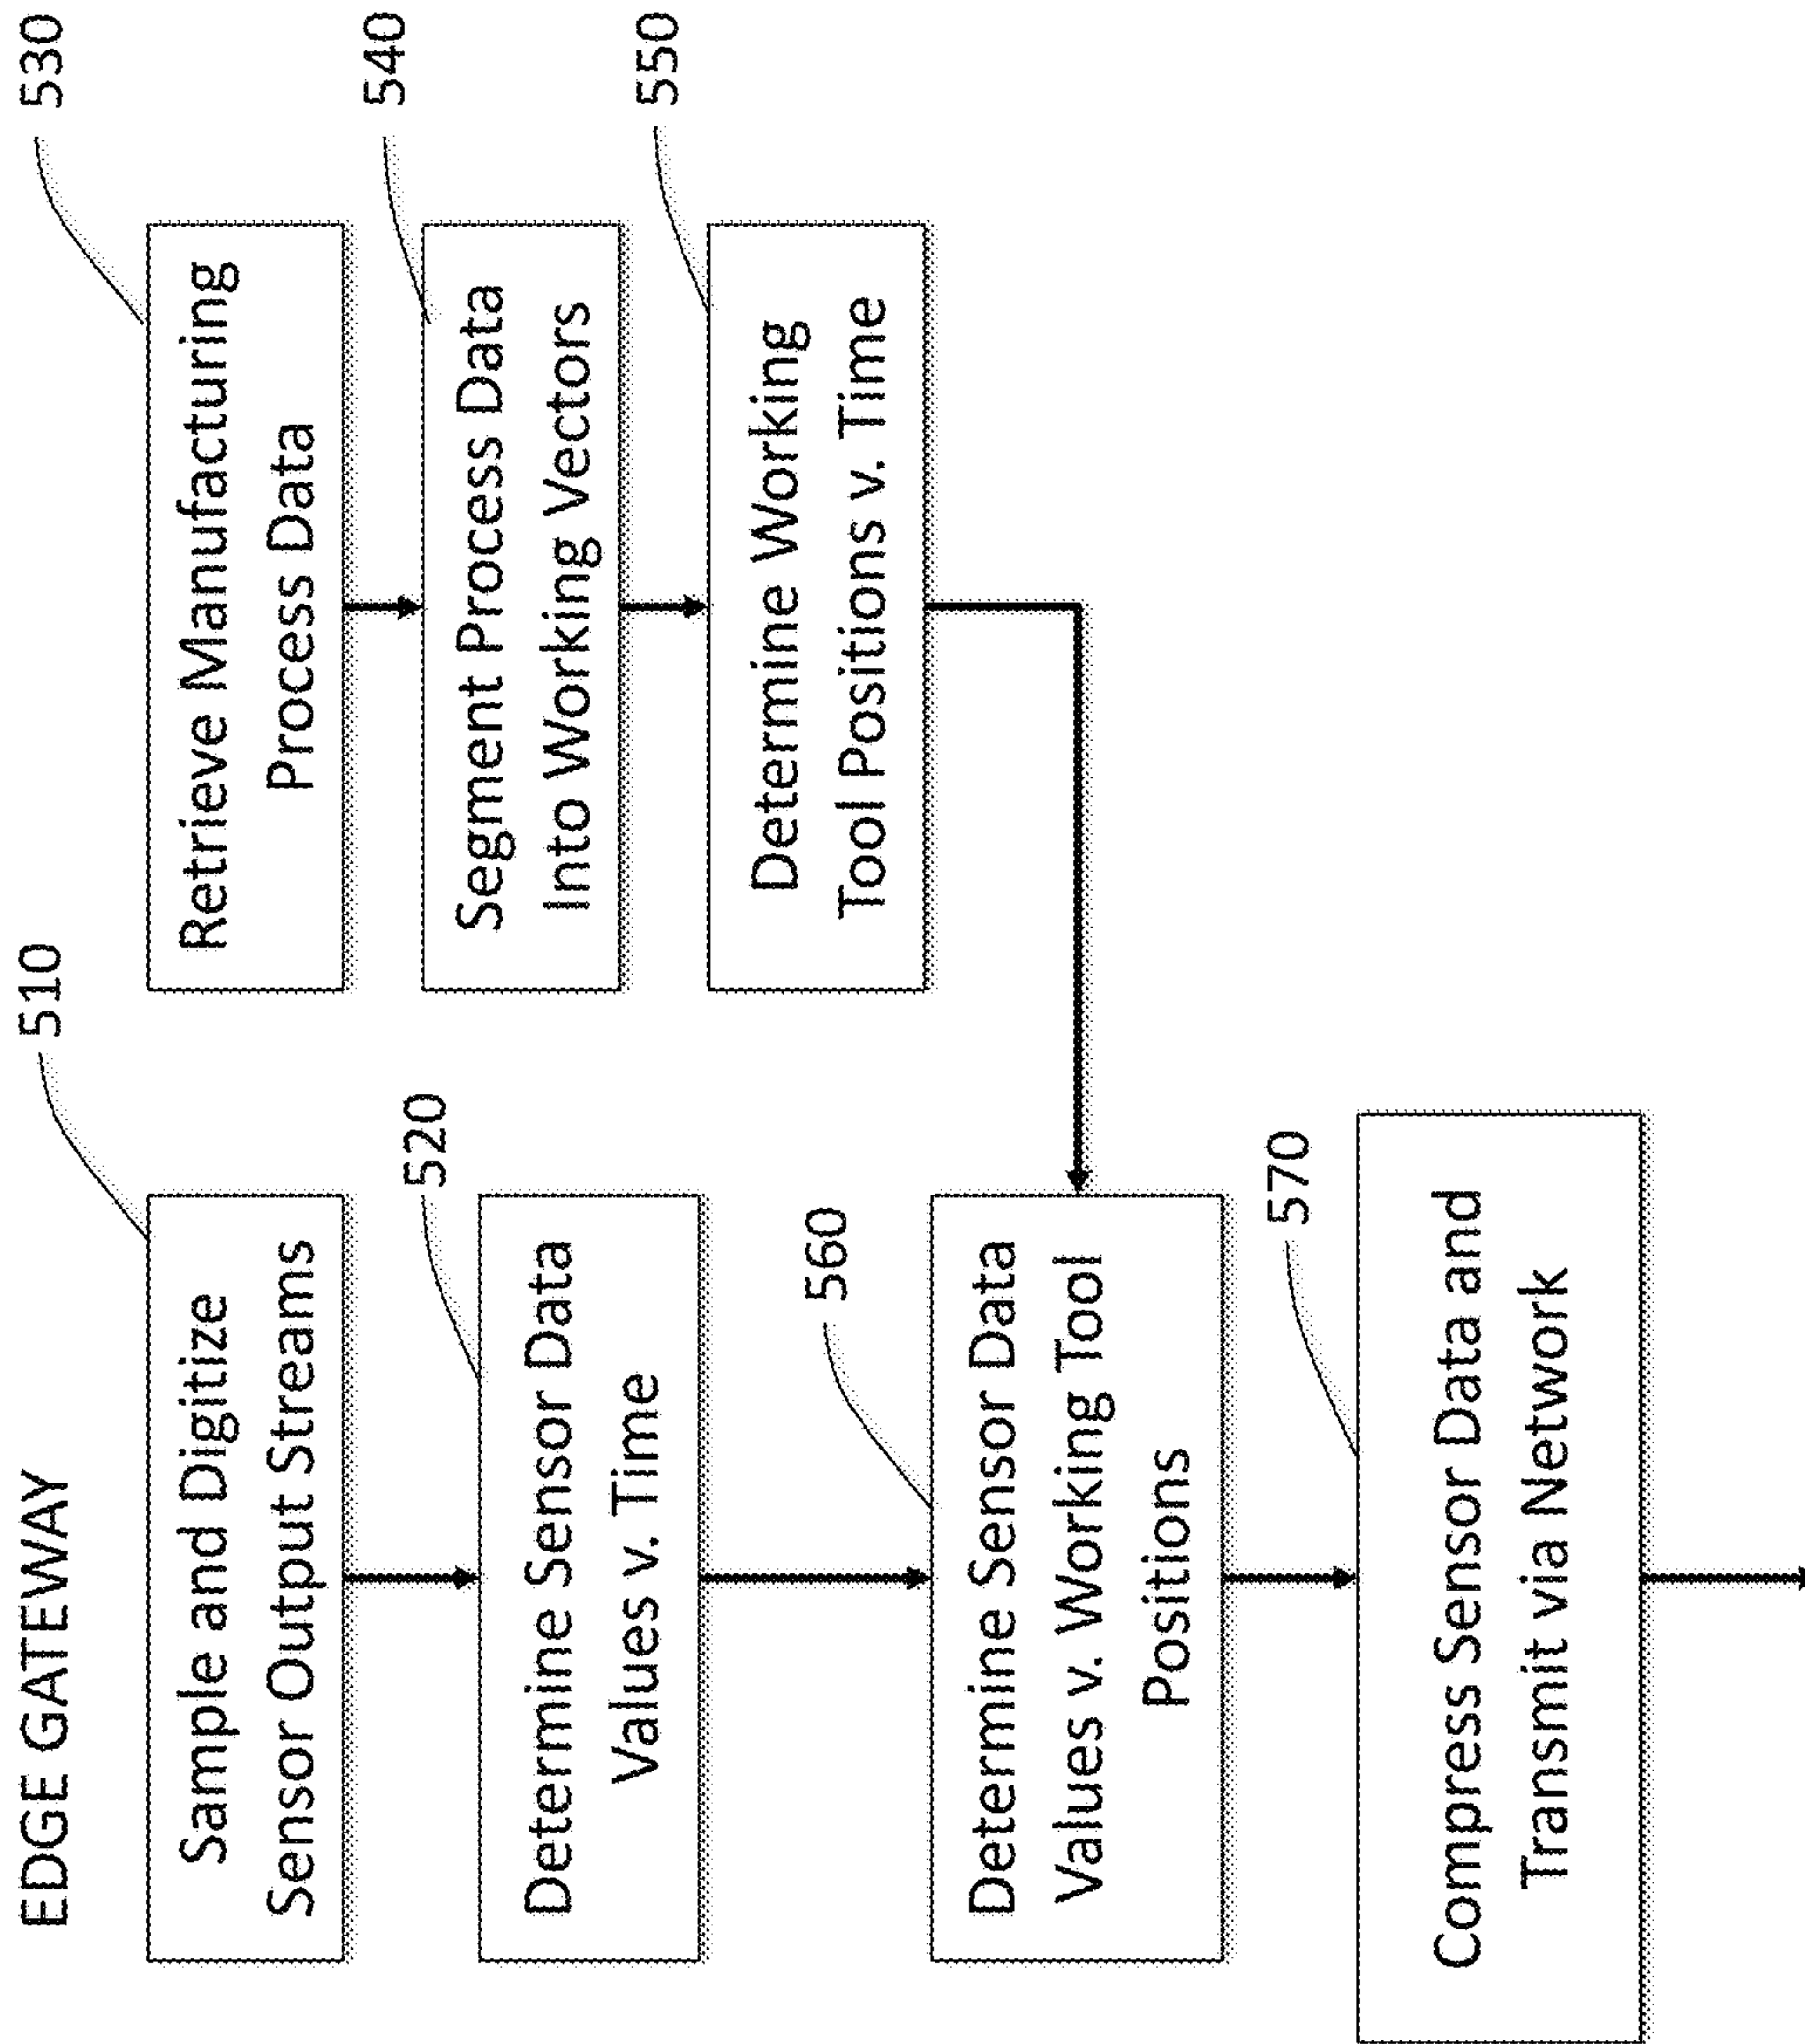 EDGE GATEWAY
510
Sample and Digitize
Sensor Output Streams
520
Determine Sensor Data
Values v. Time
530
Retrieve Manufacturing
Process Data
540
Segment Process Data
Into Working Vectors
550
Determine Working
Tool Positions v. Time
560
Determine Sensor Data
Values v. Working Tool
Positions
570
Compress Sensor Data and
Transmit via Network